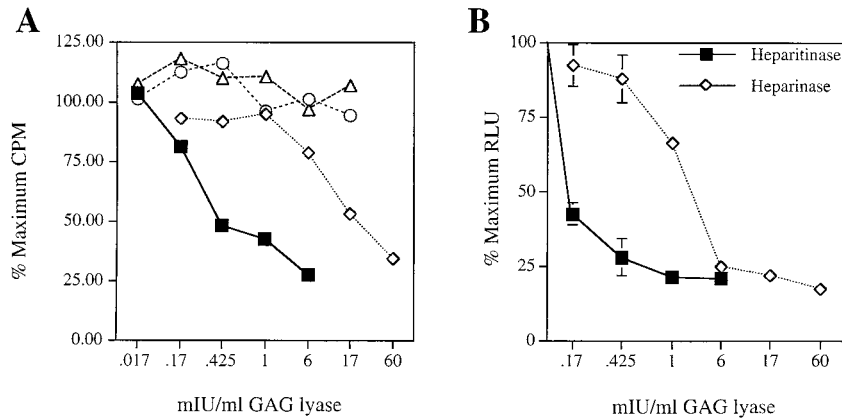 A
125.00
100.00
75.00
50.00
25.00
0.00
% Maximum CPM
.017 .17 .425 1 6 17 60
mIU/ml GAG lyase
B
100
75
50
25
0
% Maximum RLU
Heparitinase
Heparinase
.17 .425 1 6 17 60
mIU/ml GAG lyase